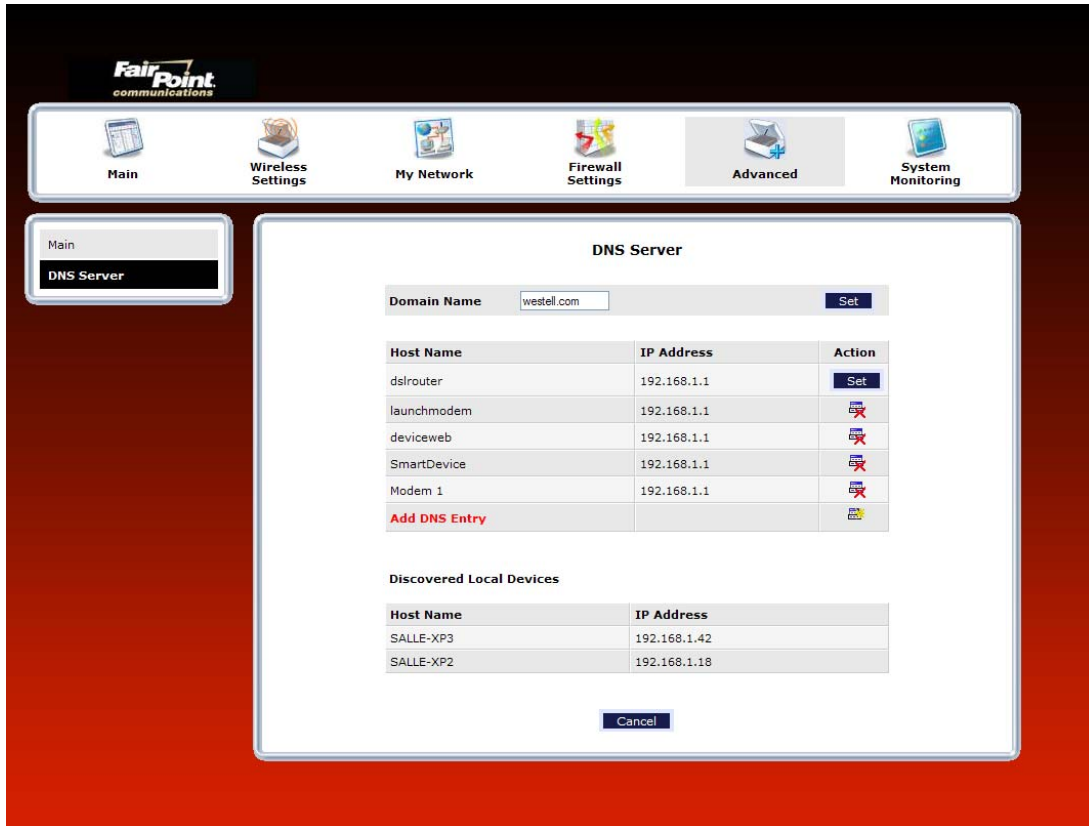 FairPoint.
communications
Main
Wireless
Settings
My Network
Firewall
Settings
Advanced
System
Monitoring
Main
DNS Server
DNS Server
Domain Name westell.com Set
Host Name IP Address Action
dslrouter 192.168.1.1 Set
launchmodem 192.168.1.1
deviceweb 192.168.1.1
SmartDevice 192.168.1.1
Modem 1 192.168.1.1
Add DNS Entry
Discovered Local Devices
Host Name IP Address
SALLE-XP3 192.168.1.42
SALLE-XP2 192.168.1.18
Cancel